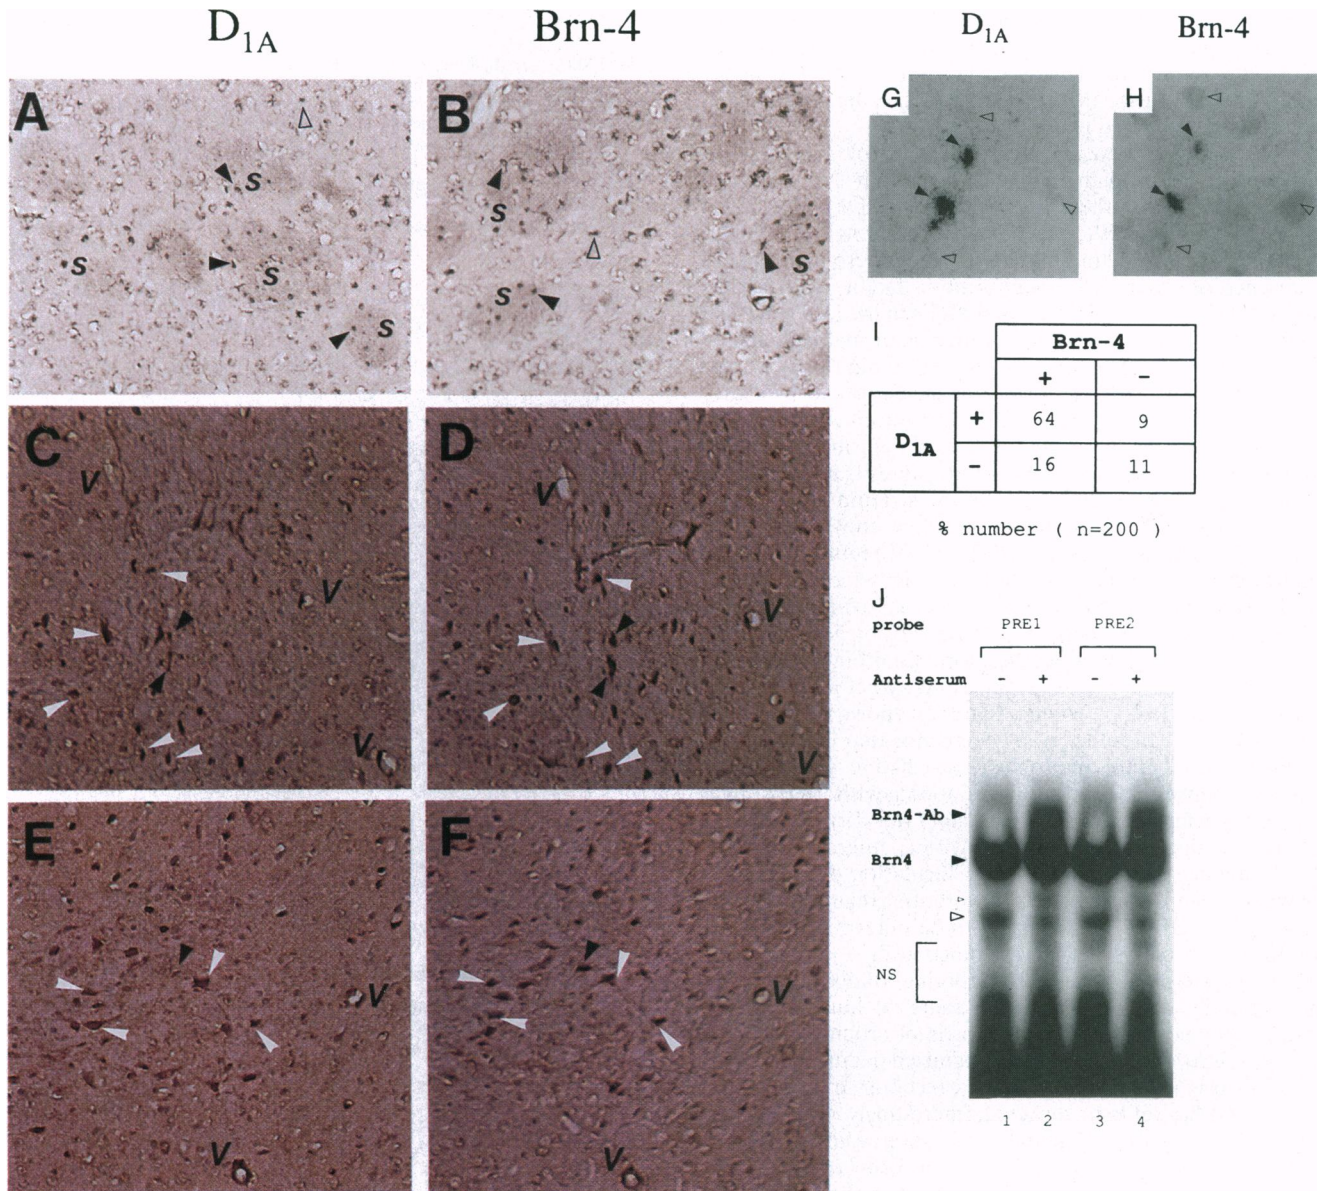 D1A
Brn-4
D1A
Brn-4
A
S
S
S
S
B
S
S
S
G
H
I
Brn-4
+
-
D1A
+
64
9
-
16
11
% number ( n=200 )
C
V
V
V
D
V
V
V
J
probe
PRE1
PRE2
Antiserum
-
+
-
+
Brn4-Ab
Brn4
NS
1
2
3
4
E
V
V
F
V
V